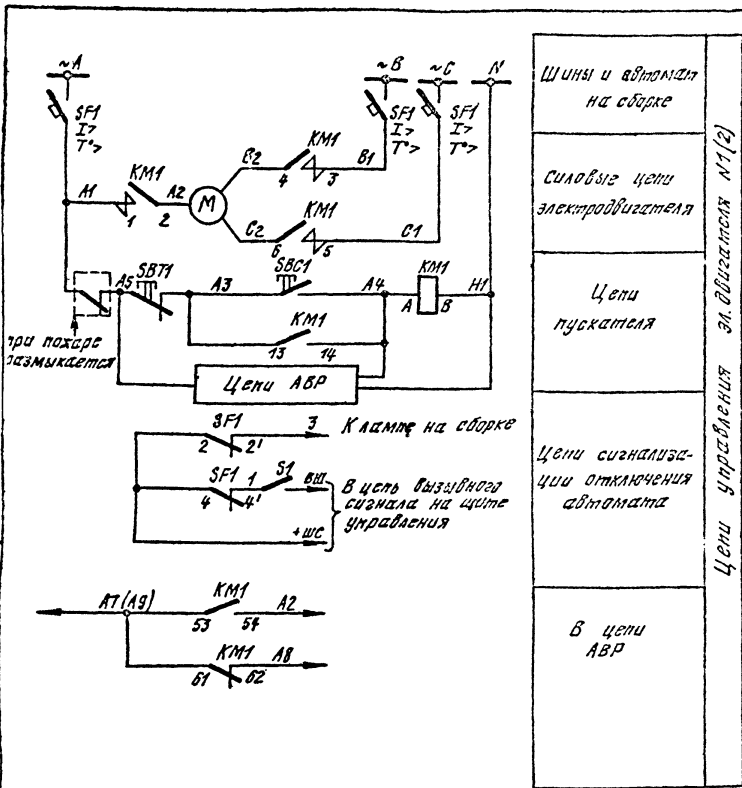 ~A
~B
~C
N
SF1
I>
T°>
SF1
I>
T°>
SF1
I>
T°>
A1
KM1
1
2
A2
M
B2
KM1
4
3
B1
C2
KM1
6
5
C1
A5
SBT1
A3
SBC1
A4
KM1
A
B
H1
KM1
13
14
при пожаре
размыкается
Цепи АВР
SF1
2
2'
3
К лампе на сборке
SF1
4
4'
1
S1
ВШ
+ШС
В цепь вызывного
сигнала на щите
управления
A7(A9)
KM1
53
54
A2
KM1
61
62
A8
Шины и автомат
на сборке
Силовые цепи
электродвигателя
Цепи
пускателя
Цепи сигнализа-
ции отключения
автомата
В цепи
АВР
Цепи управления эл. двигателя N1(2)